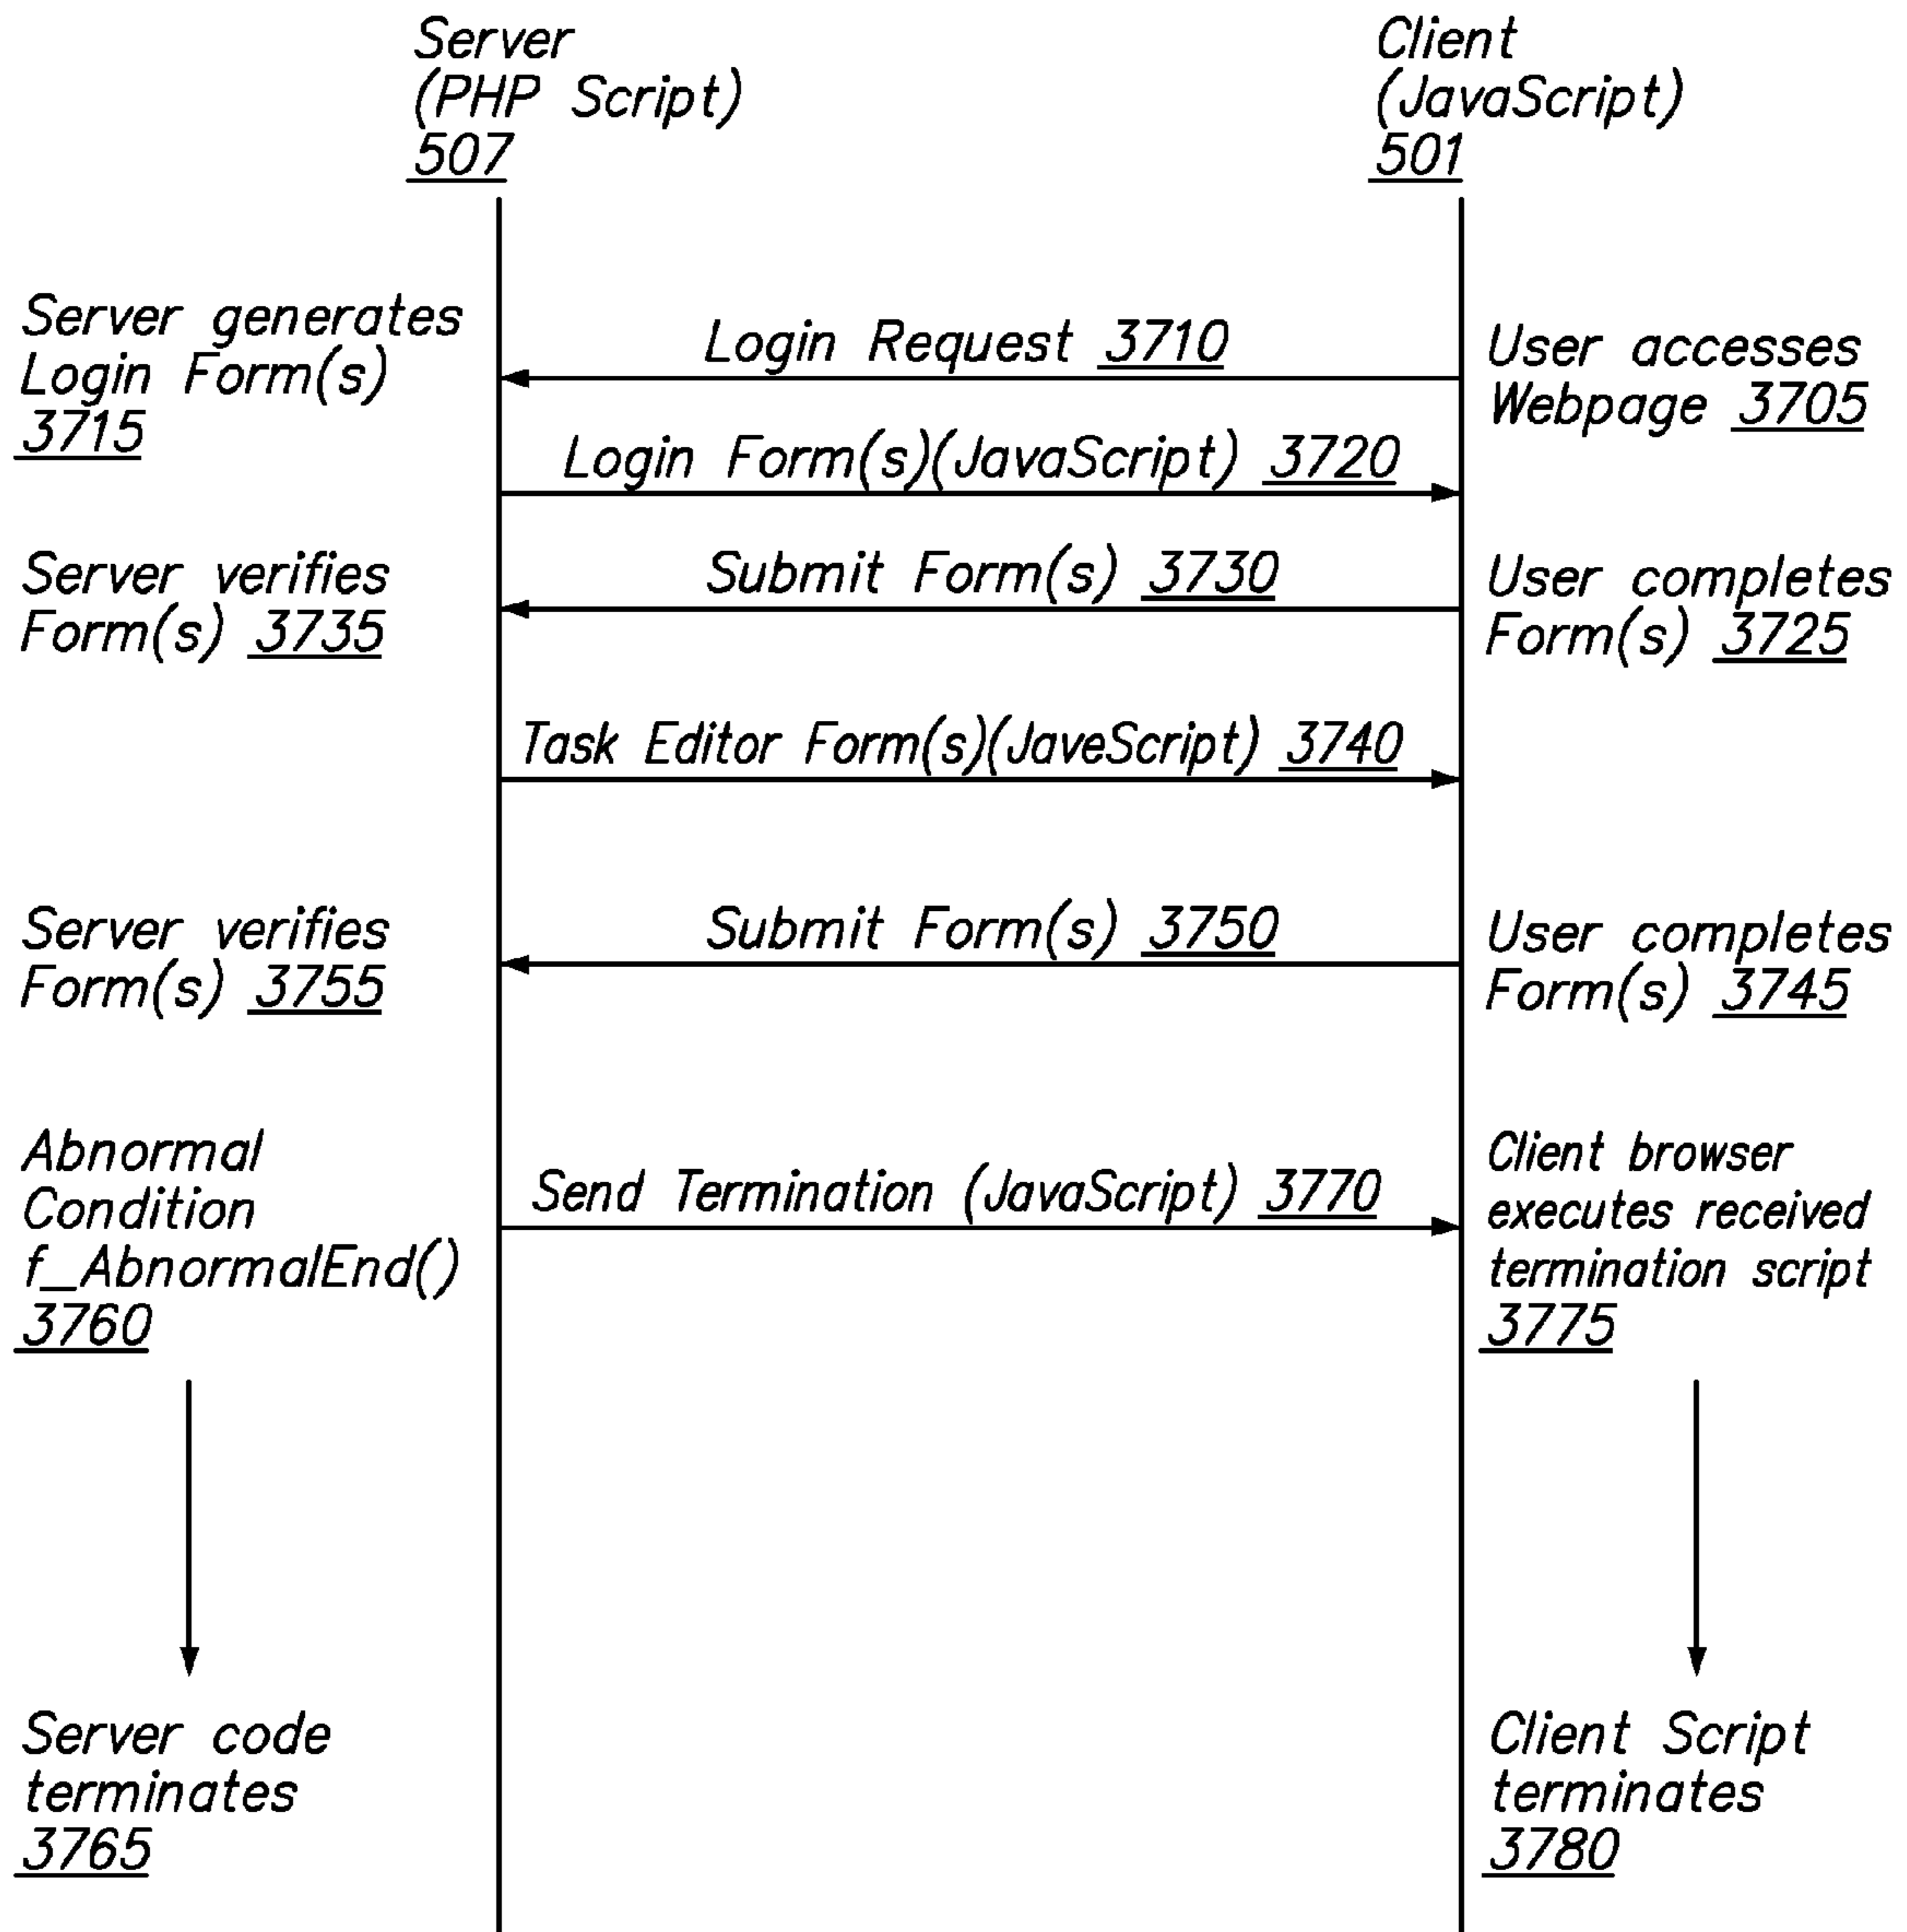 Server
(PHP Script)
507
Client
(JavaScript)
501
Server generates
Login Form(s)
3715
Login Request 3710
User accesses
Webpage 3705
Login Form(s)(JavaScript) 3720
Server verifies
Form(s) 3735
Submit Form(s) 3730
User completes
Form(s) 3725
Task Editor Form(s)(JaveScript) 3740
Server verifies
Form(s) 3755
Submit Form(s) 3750
User completes
Form(s) 3745
Abnormal
Condition
f_AbnormalEnd()
3760
Send Termination (JavaScript) 3770
Client browser
executes received
termination script
3775
Server code
terminates
3765
Client Script
terminates
3780